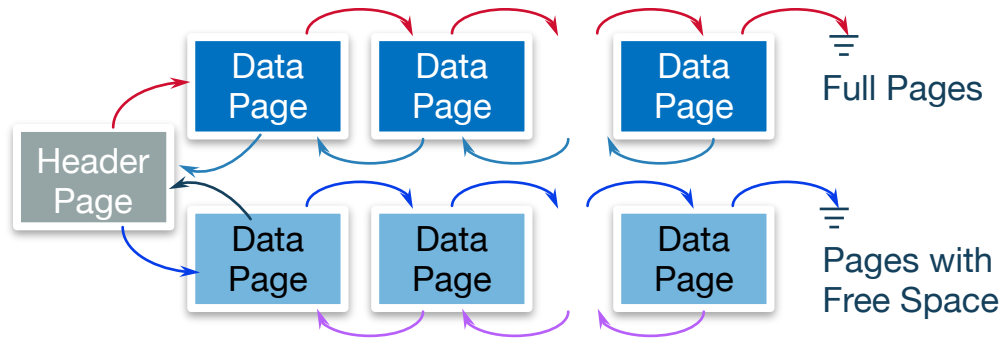 Data
Page
Data
Page
Data
Page
Full Pages
Header
Page
Data
Page
Data
Page
Data
Page
Pages with
Free Space